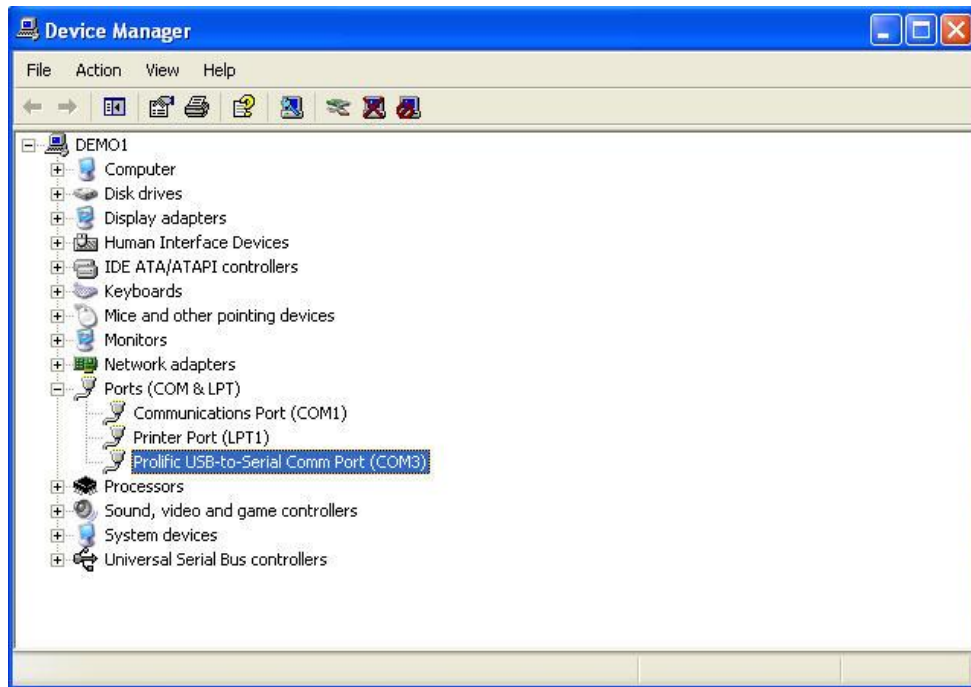 Device Manager
File Action View Help
DEMO1
Computer
Disk drives
Display adapters
Human Interface Devices
IDE ATA/ATAPI controllers
Keyboards
Mice and other pointing devices
Monitors
Network adapters
Ports (COM & LPT)
Communications Port (COM1)
Printer Port (LPT1)
Prolific USB-to-Serial Comm Port (COM3)
Processors
Sound, video and game controllers
System devices
Universal Serial Bus controllers